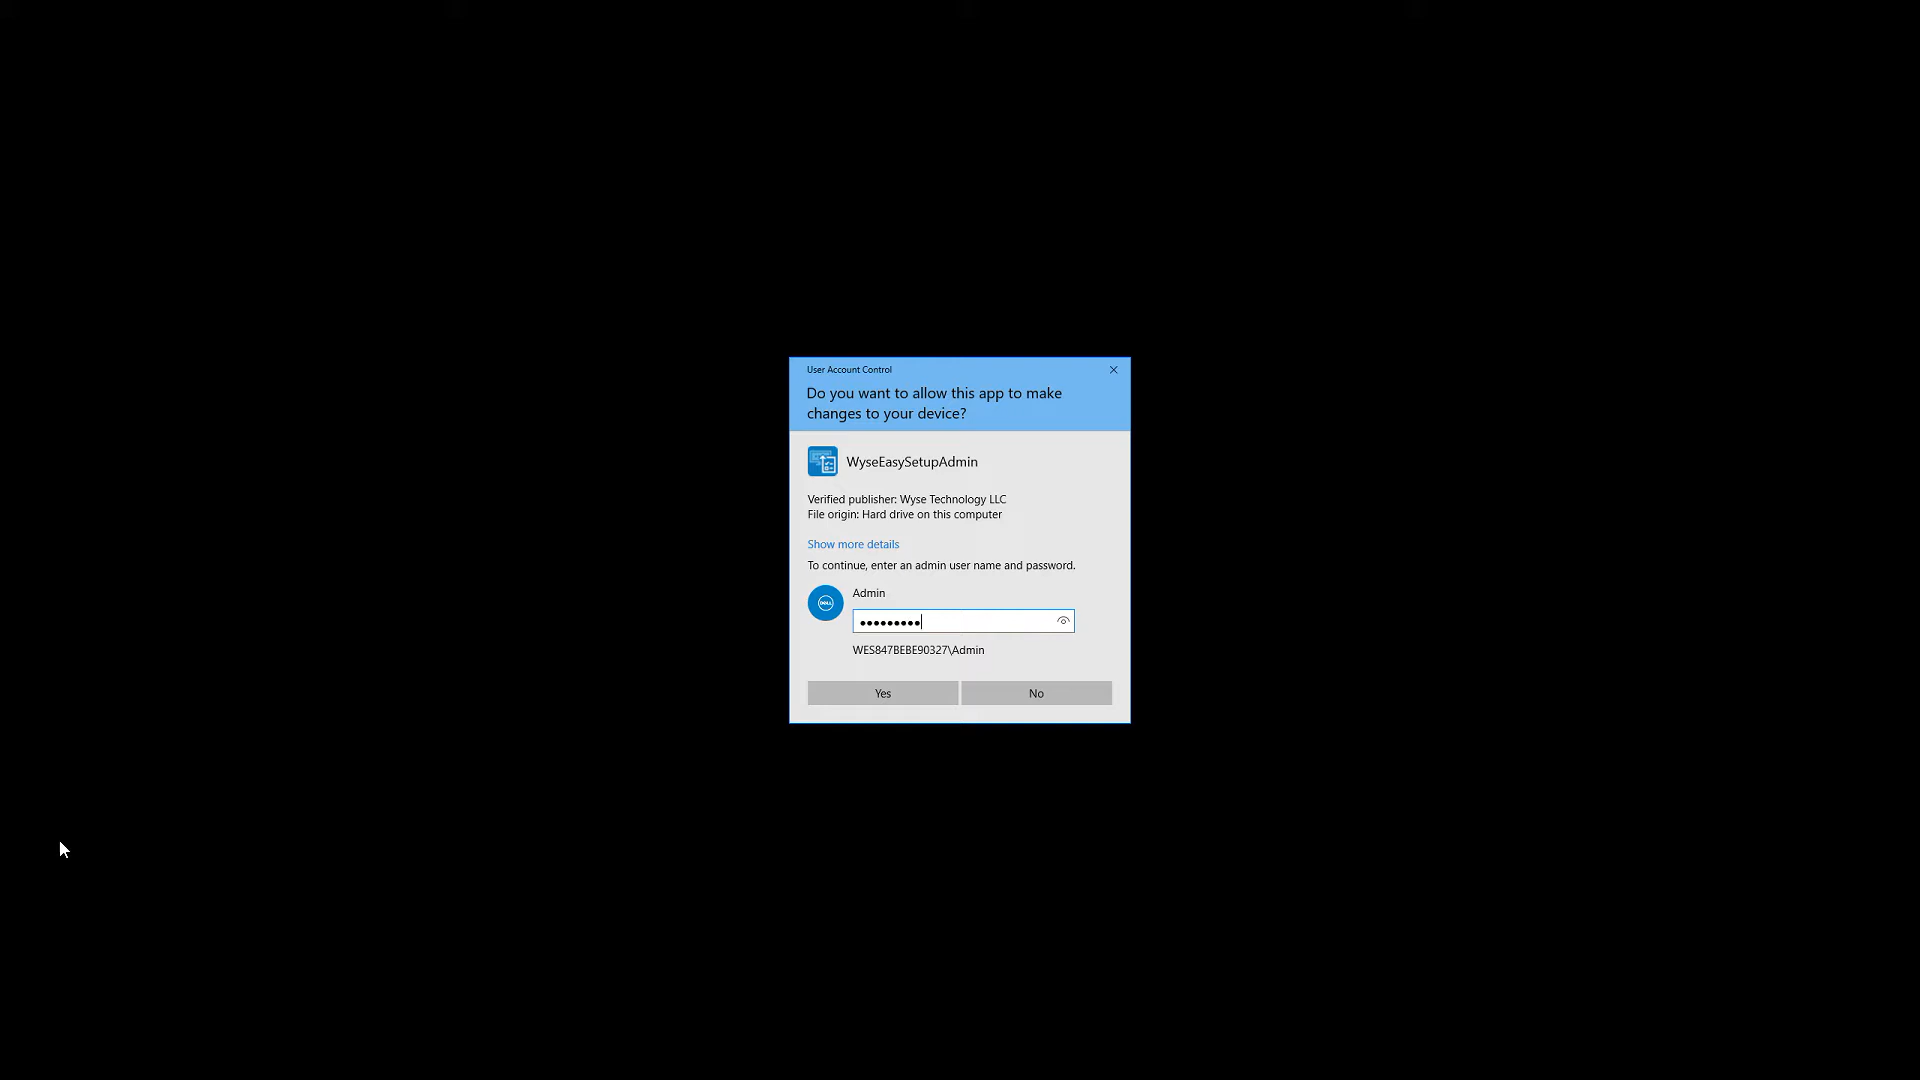 User Account Control
Do you want to allow this app to make
changes to your device?
WyseEasySetupAdmin
Verified publisher: Wyse Technology LLC
File origin: Hard drive on this computer
Show more details
To continue, enter an admin user name and password.
Admin
DELL
●●●●●●●●●
WES847BEBE90327\Admin
Yes
No